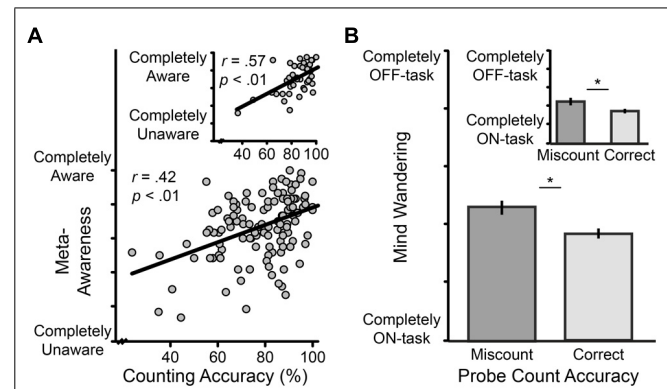 A
Completely
Aware
Completely
Unaware
r = .57
p < .01
40
60
80
100
Completely
Aware
r = .42
p < .01
Meta-
Awareness
Completely
Unaware
40
60
80
100
Counting Accuracy (%)
B
Completely
OFF-task
Completely
OFF-task
Completely
ON-task
*
Miscount
Correct
*
Mind Wandering
Completely
ON-task
Miscount
Correct
Probe Count Accuracy